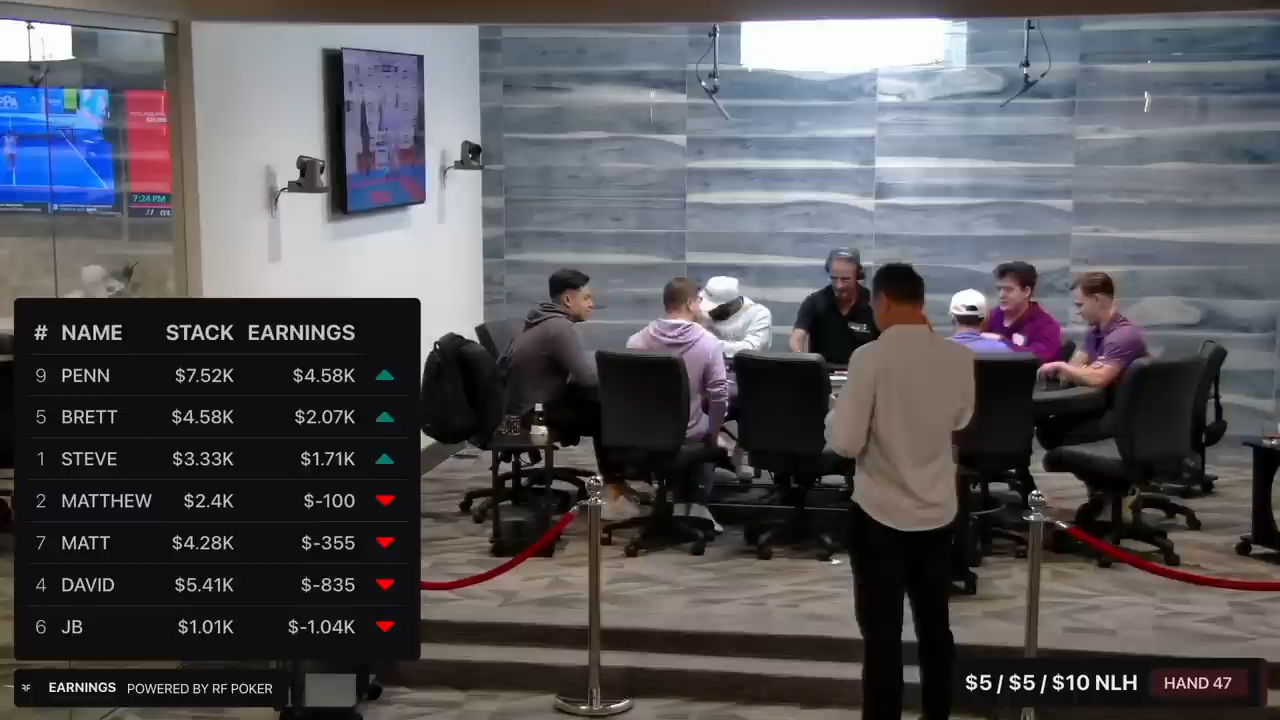 7:24 PM
# NAME STACK EARNINGS
9 PENN $7.52K $4.58K
5 BRETT $4.58K $2.07K
1 STEVE $3.33K $1.71K
2 MATTHEW $2.4K $-100
7 MATT $4.28K $-355
4 DAVID $5.41K $-835
6 JB $1.01K $-1.04K
RF EARNINGS POWERED BY RF POKER
$5 / $5 / $10 NLH HAND 47